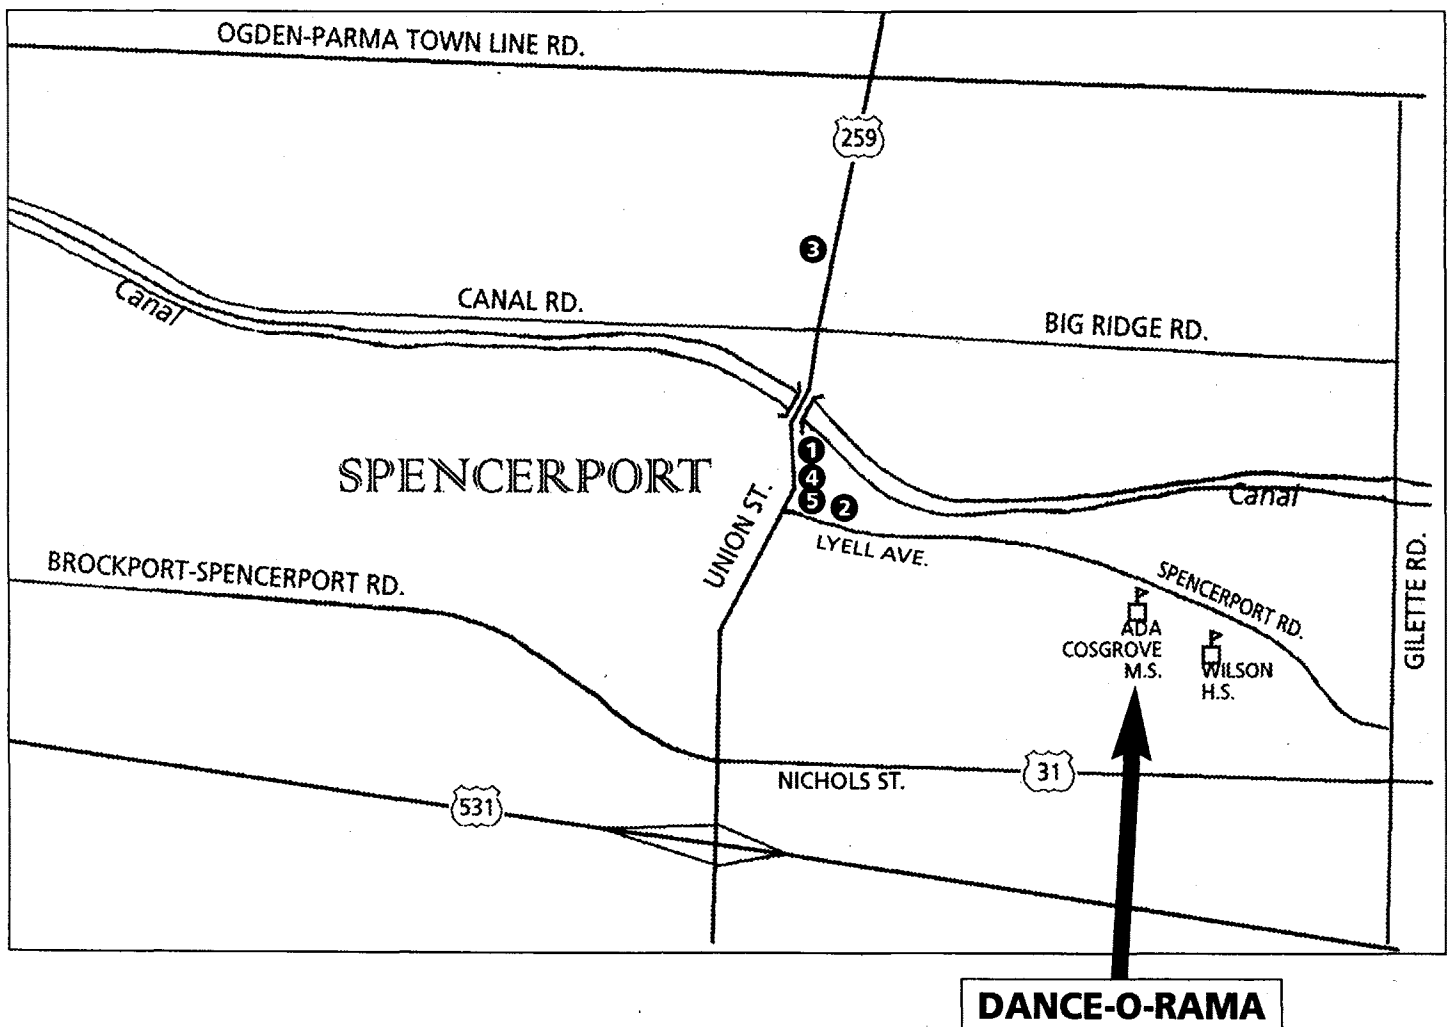 OGDEN-PARMA TOWN LINE RD.
259
3
Canal
CANAL RD.
BIG RIDGE RD.
1
SPENCERPORT
4
5
2
Canal
UNION ST.
LYELL AVE.
BROCKPORT-SPENCERPORT RD.
SPENCERPORT RD.
GILETTE RD.
ADA
COSGROVE
M.S.
WILSON
H.S.
NICHOLS ST.
31
531
DANCE-O-RAMA